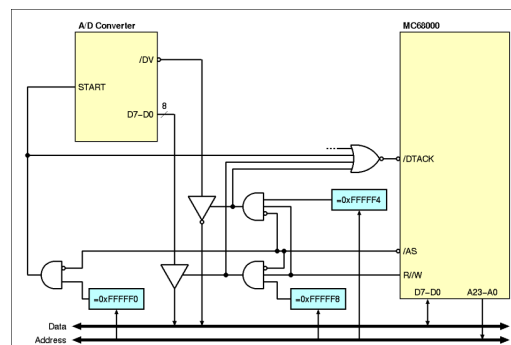 A/D Converter
MC68000
/DV
START
8
D7-D0
/DTACK
=0xFFFFF4
/AS
R//W
=0xFFFFF0
=0xFFFFF8
D7-D0
A23-A0
Data
Address